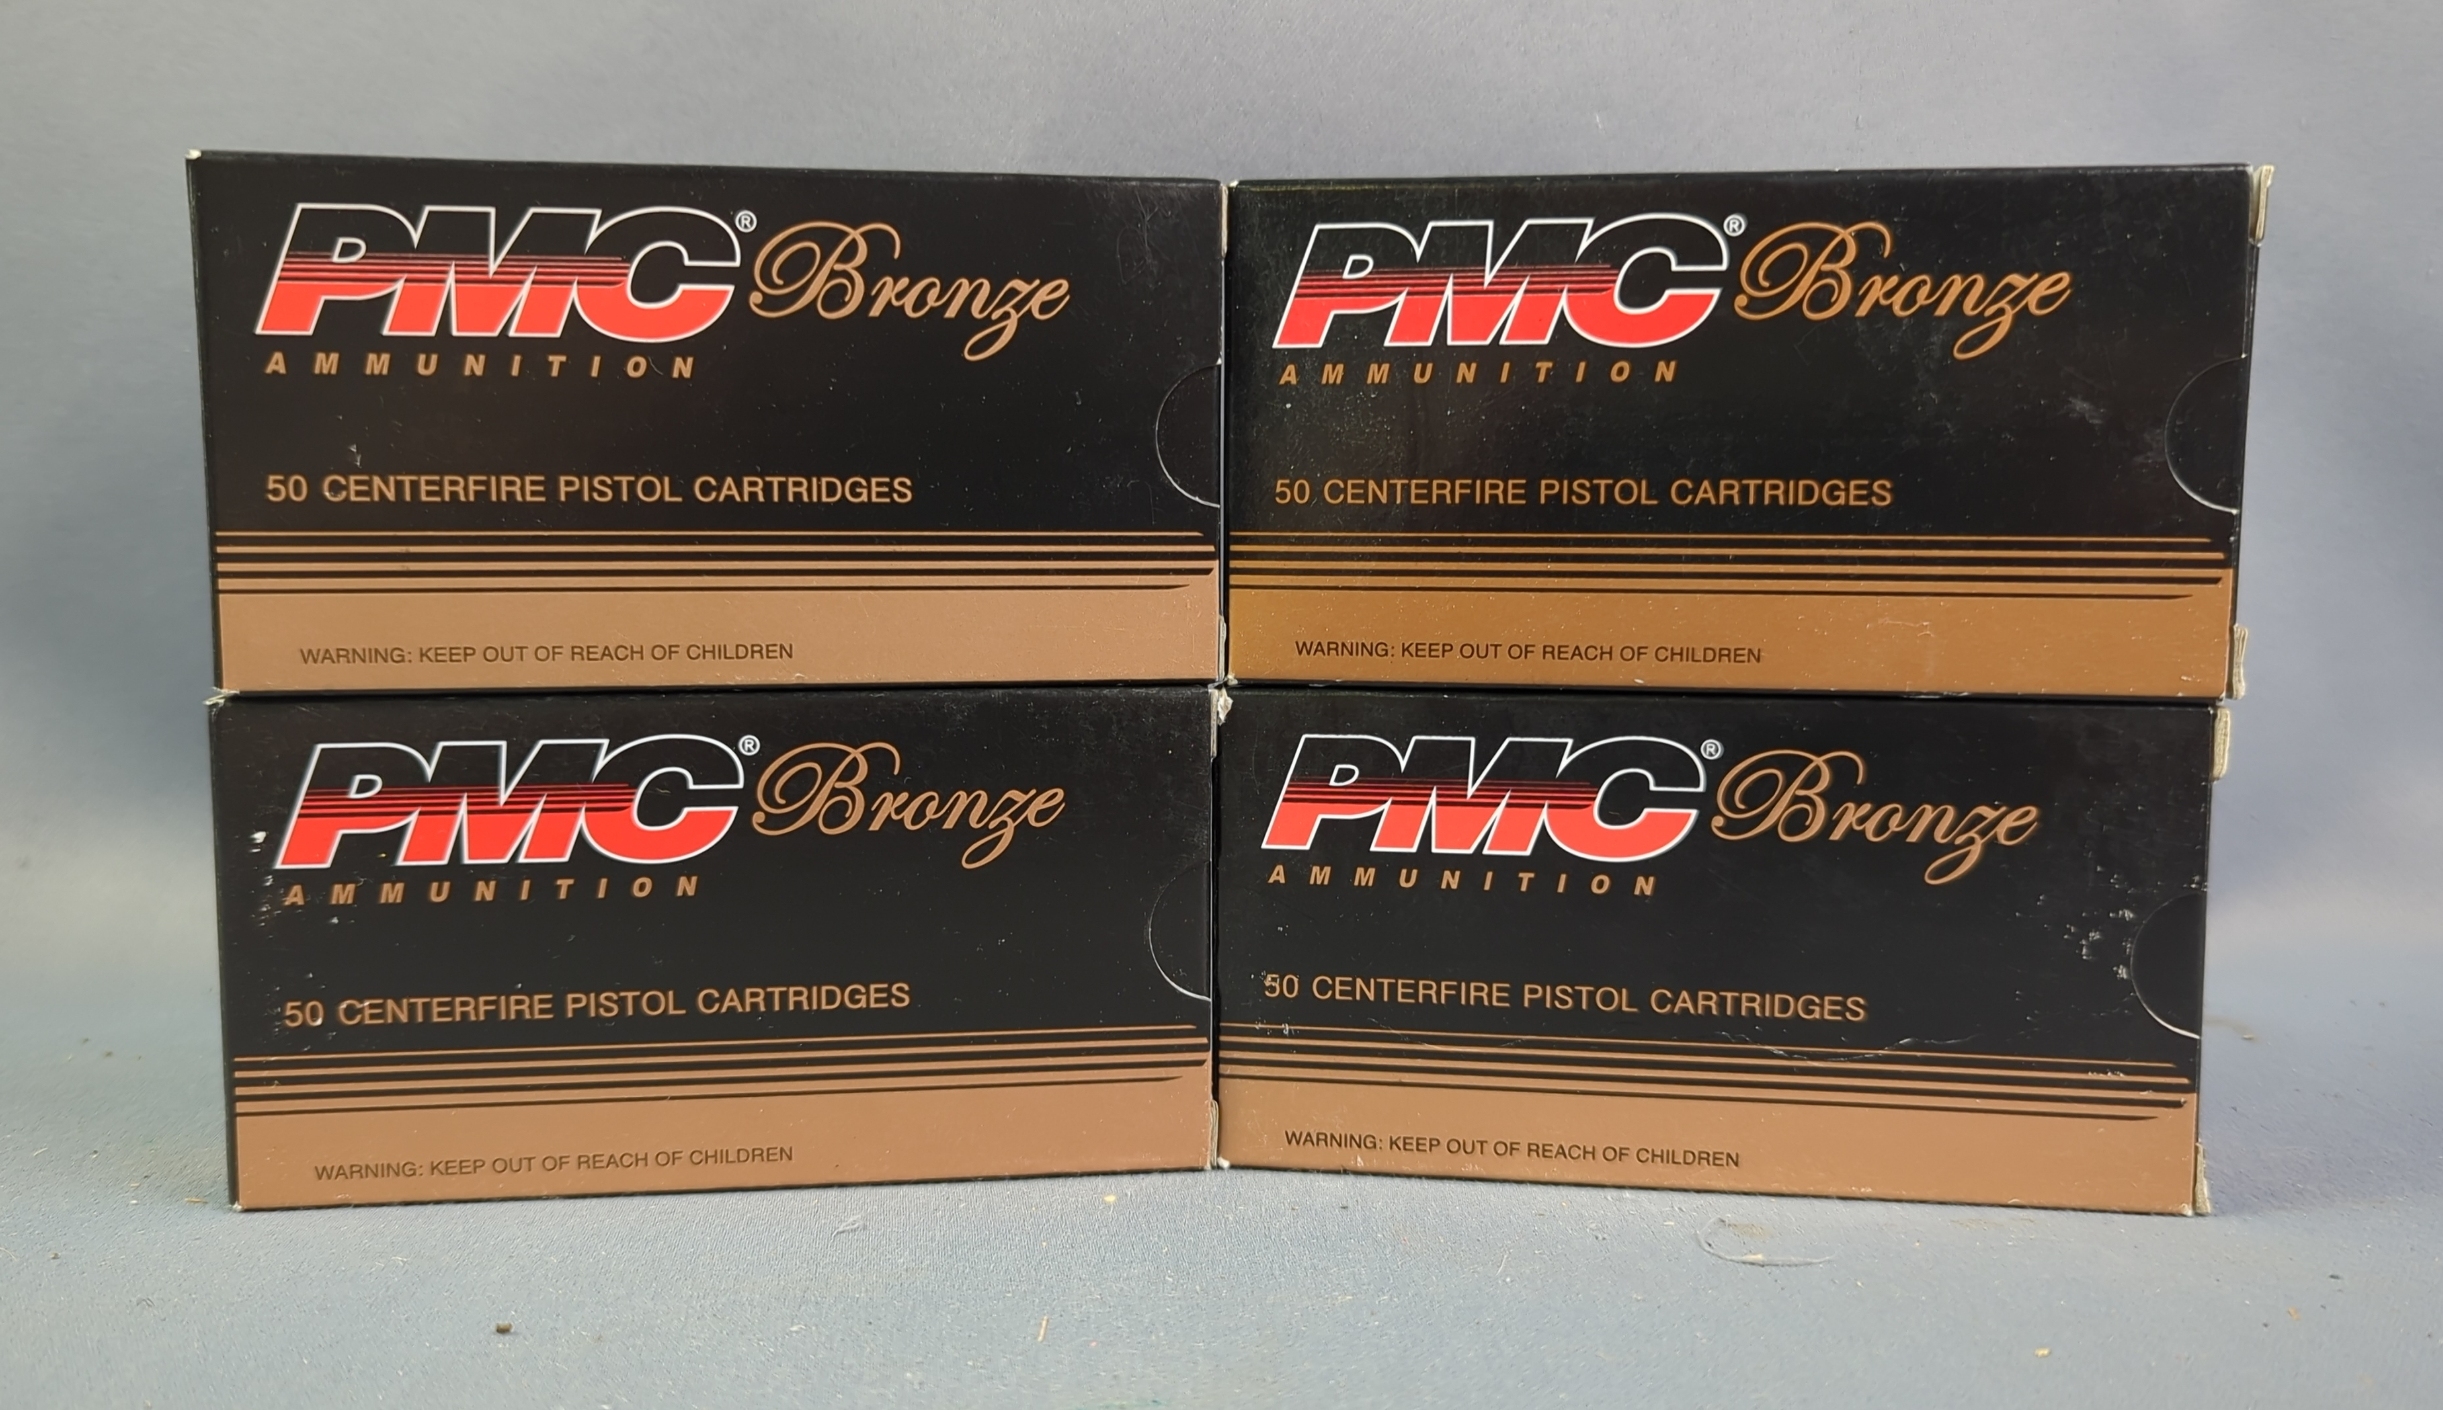 PMC® Bronze
AMMUNITION
50 CENTERFIRE PISTOL CARTRIDGES
WARNING: KEEP OUT OF REACH OF CHILDREN
PMC® Bronze
AMMUNITION
50 CENTERFIRE PISTOL CARTRIDGES
WARNING: KEEP OUT OF REACH OF CHILDREN
PMC® Bronze
AMMUNITION
50 CENTERFIRE PISTOL CARTRIDGES
WARNING: KEEP OUT OF REACH OF CHILDREN
PMC® Bronze
AMMUNITION
50 CENTERFIRE PISTOL CARTRIDGES
WARNING: KEEP OUT OF REACH OF CHILDREN